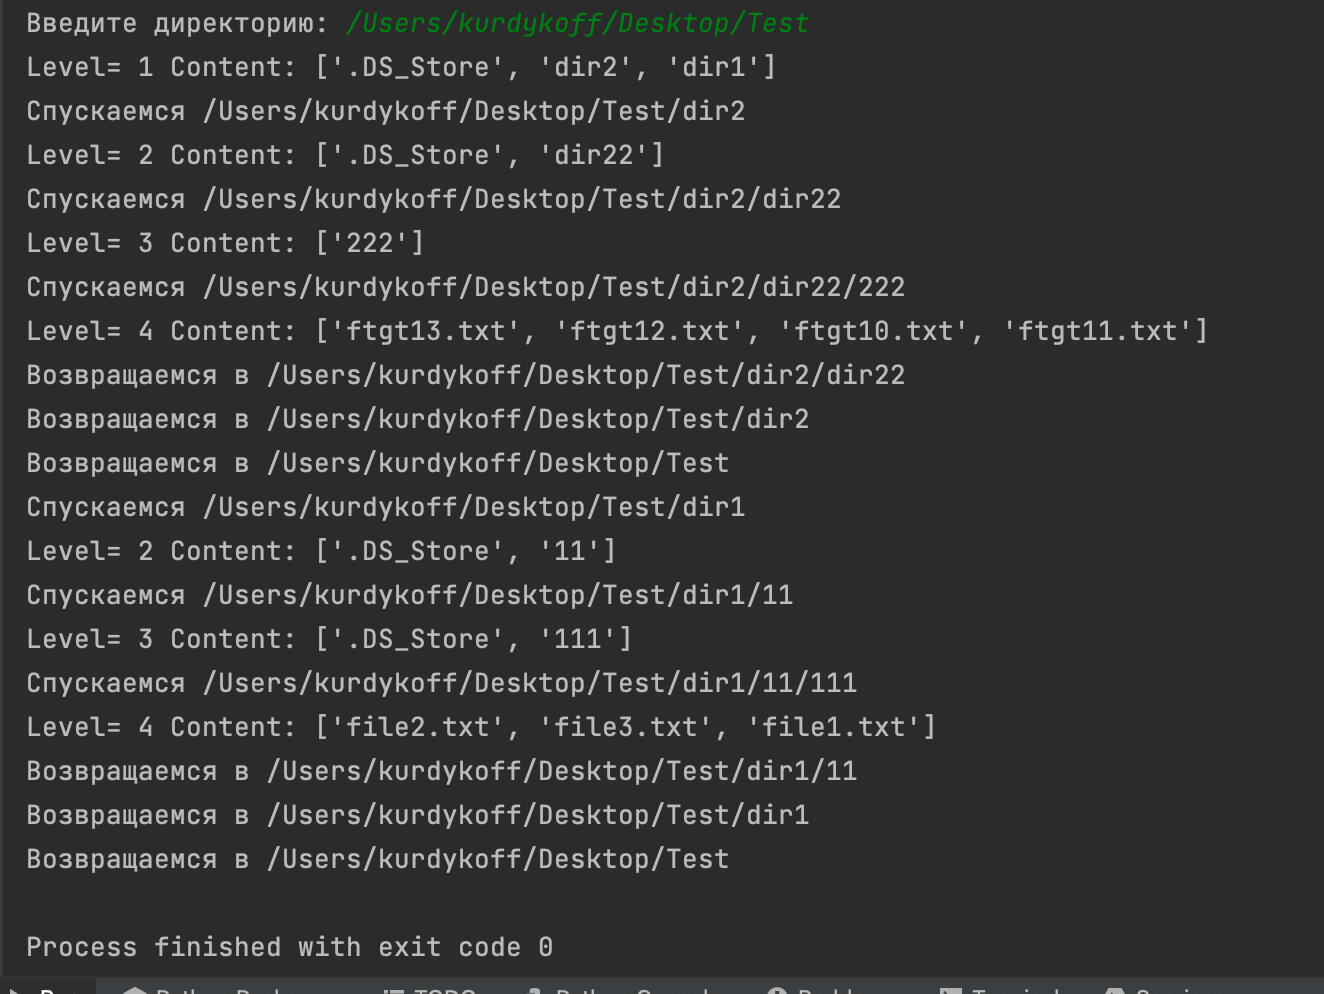 Введите директорию: /Users/kurdykoff/Desktop/Test
Level= 1 Content: ['.DS_Store', 'dir2', 'dir1']
Спускаемся /Users/kurdykoff/Desktop/Test/dir2
Level= 2 Content: ['.DS_Store', 'dir22']
Спускаемся /Users/kurdykoff/Desktop/Test/dir2/dir22
Level= 3 Content: ['222']
Спускаемся /Users/kurdykoff/Desktop/Test/dir2/dir22/222
Level= 4 Content: ['ftgt13.txt', 'ftgt12.txt', 'ftgt10.txt', 'ftgt11.txt']
Возвращаемся в /Users/kurdykoff/Desktop/Test/dir2/dir22
Возвращаемся в /Users/kurdykoff/Desktop/Test/dir2
Возвращаемся в /Users/kurdykoff/Desktop/Test
Спускаемся /Users/kurdykoff/Desktop/Test/dir1
Level= 2 Content: ['.DS_Store', '11']
Спускаемся /Users/kurdykoff/Desktop/Test/dir1/11
Level= 3 Content: ['.DS_Store', '111']
Спускаемся /Users/kurdykoff/Desktop/Test/dir1/11/111
Level= 4 Content: ['file2.txt', 'file3.txt', 'file1.txt']
Возвращаемся в /Users/kurdykoff/Desktop/Test/dir1/11
Возвращаемся в /Users/kurdykoff/Desktop/Test/dir1
Возвращаемся в /Users/kurdykoff/Desktop/Test
Process finished with exit code 0